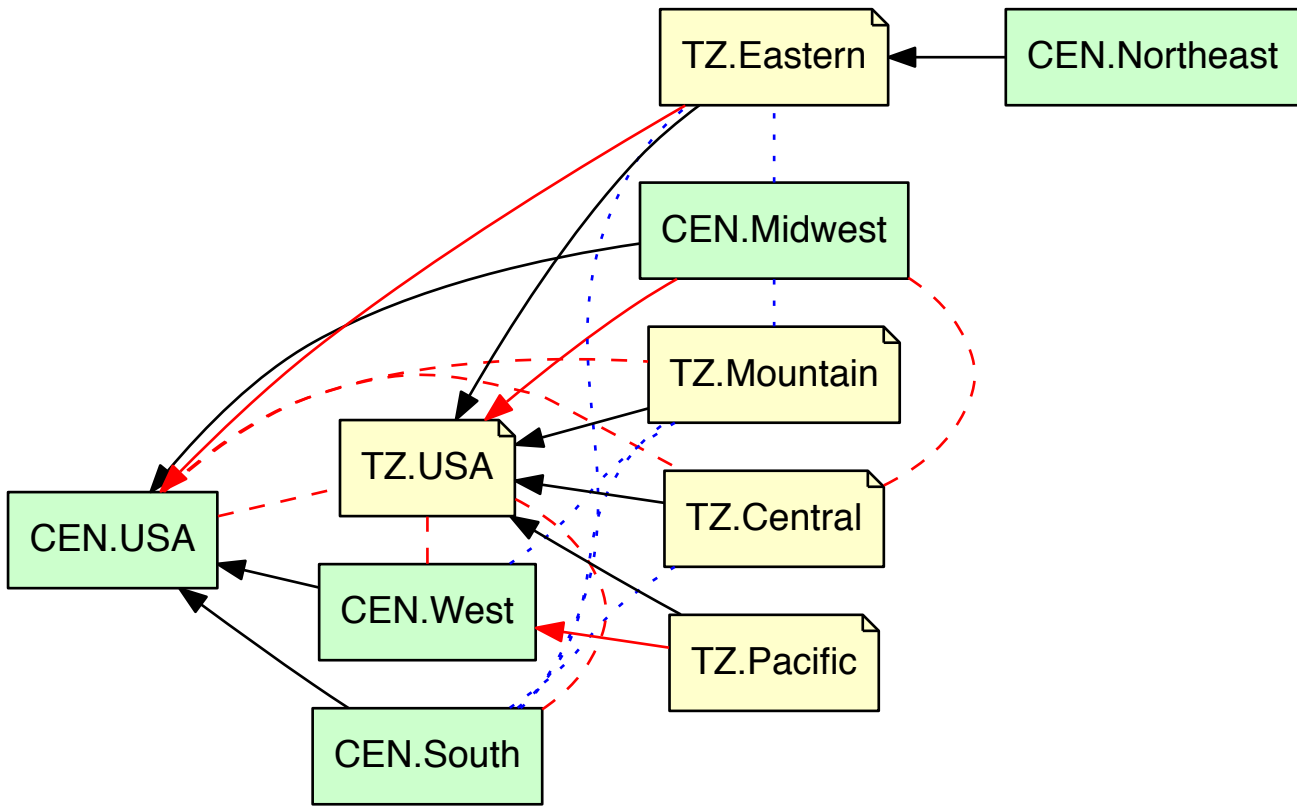 TZ.Eastern
CEN.Northeast
CEN.Midwest
TZ.Mountain
TZ.USA
TZ.Central
CEN.USA
CEN.West
TZ.Pacific
CEN.South